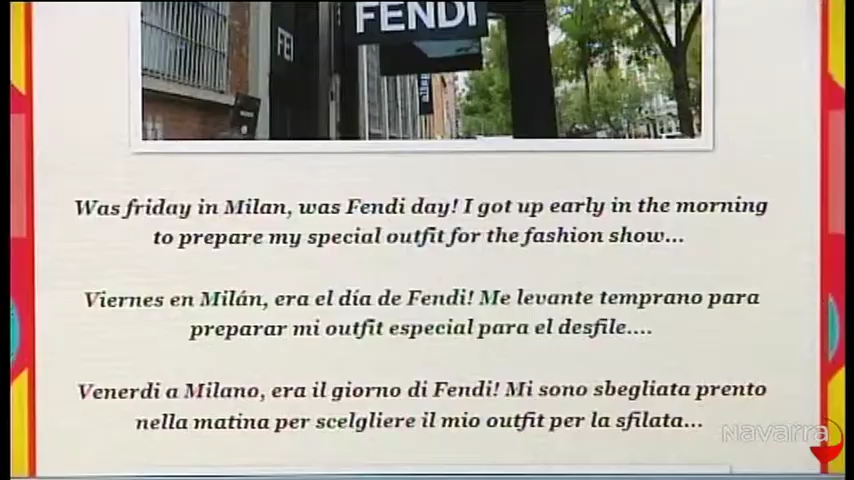 FENDI
FEI
Was friday in Milan, was Fendi day! I got up early in the morning
to prepare my special outfit for the fashion show...
Viernes en Milán, era el día de Fendi! Me levante temprano para
preparar mi outfit especial para el desfile....
Venerdi a Milano, era il giorno di Fendi! Mi sono sbegliata prento
nella matina per scelgliere il mio outfit per la sfilata...
Navarra